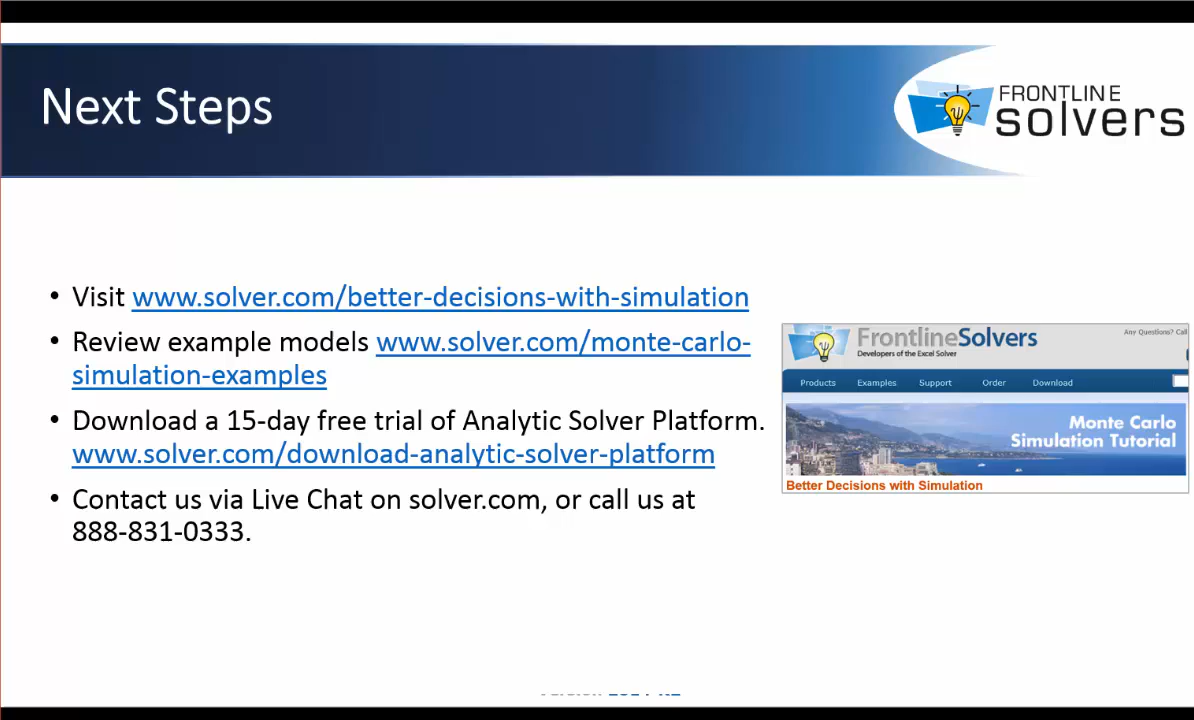 Next Steps
FRONTLINE
solvers
• Visit www.solver.com/better-decisions-with-simulation
• Review example models www.solver.com/monte-carlo-
simulation-examples
• Download a 15-day free trial of Analytic Solver Platform.
www.solver.com/download-analytic-solver-platform
• Contact us via Live Chat on solver.com, or call us at
888-831-0333.
FrontlineSolvers
Developers of the Excel Solver
Any Questions? Call
Products Examples Support Order Download
Monte Carlo
Simulation Tutorial
Better Decisions with Simulation